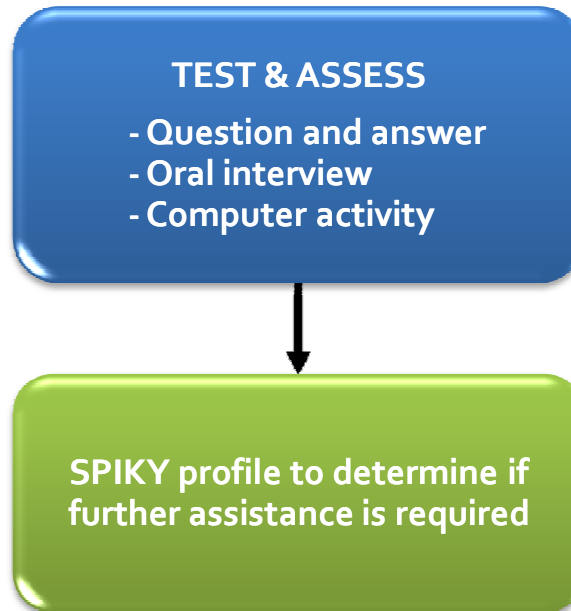 TEST & ASSESS
- Question and answer
- Oral interview
- Computer activity
SPIKY profile to determine if
further assistance is required